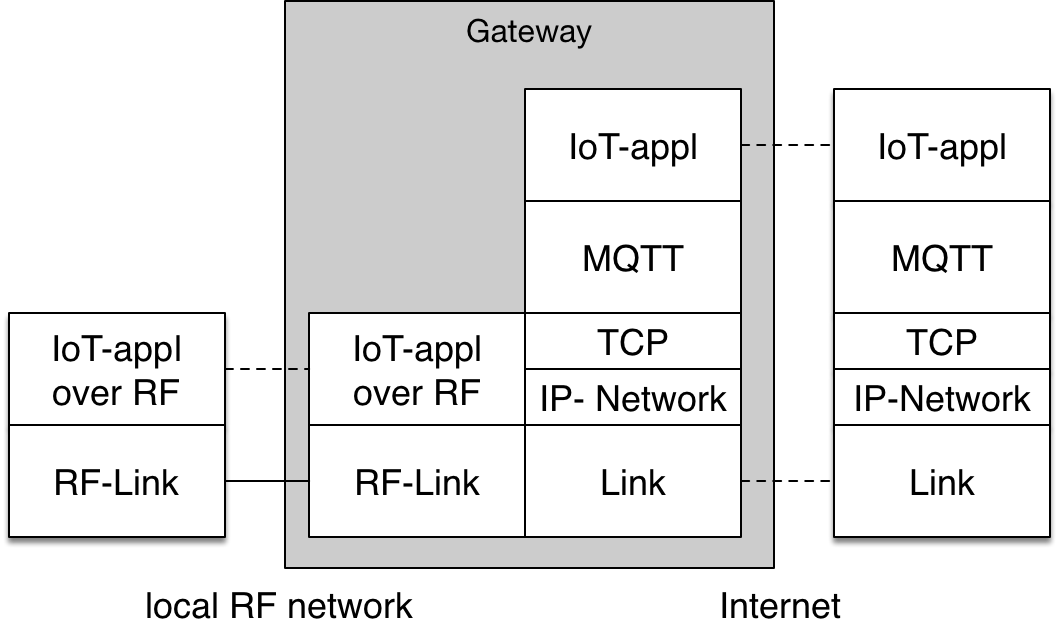 Gateway
IoT-appl
IoT-appl
MQTT
MQTT
IoT-appl
over RF
IoT-appl
over RF
TCP
TCP
IP- Network
IP-Network
RF-Link
RF-Link
Link
Link
local RF network
Internet